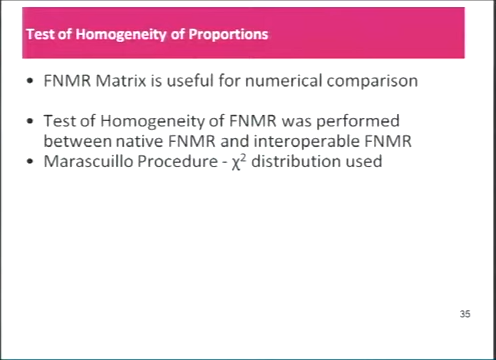 Test of Homogeneity of Proportions
• FNMR Matrix is useful for numerical comparison
• Test of Homogeneity of FNMR was performed
between native FNMR and interoperable FNMR
• Marascuillo Procedure - χ² distribution used
35